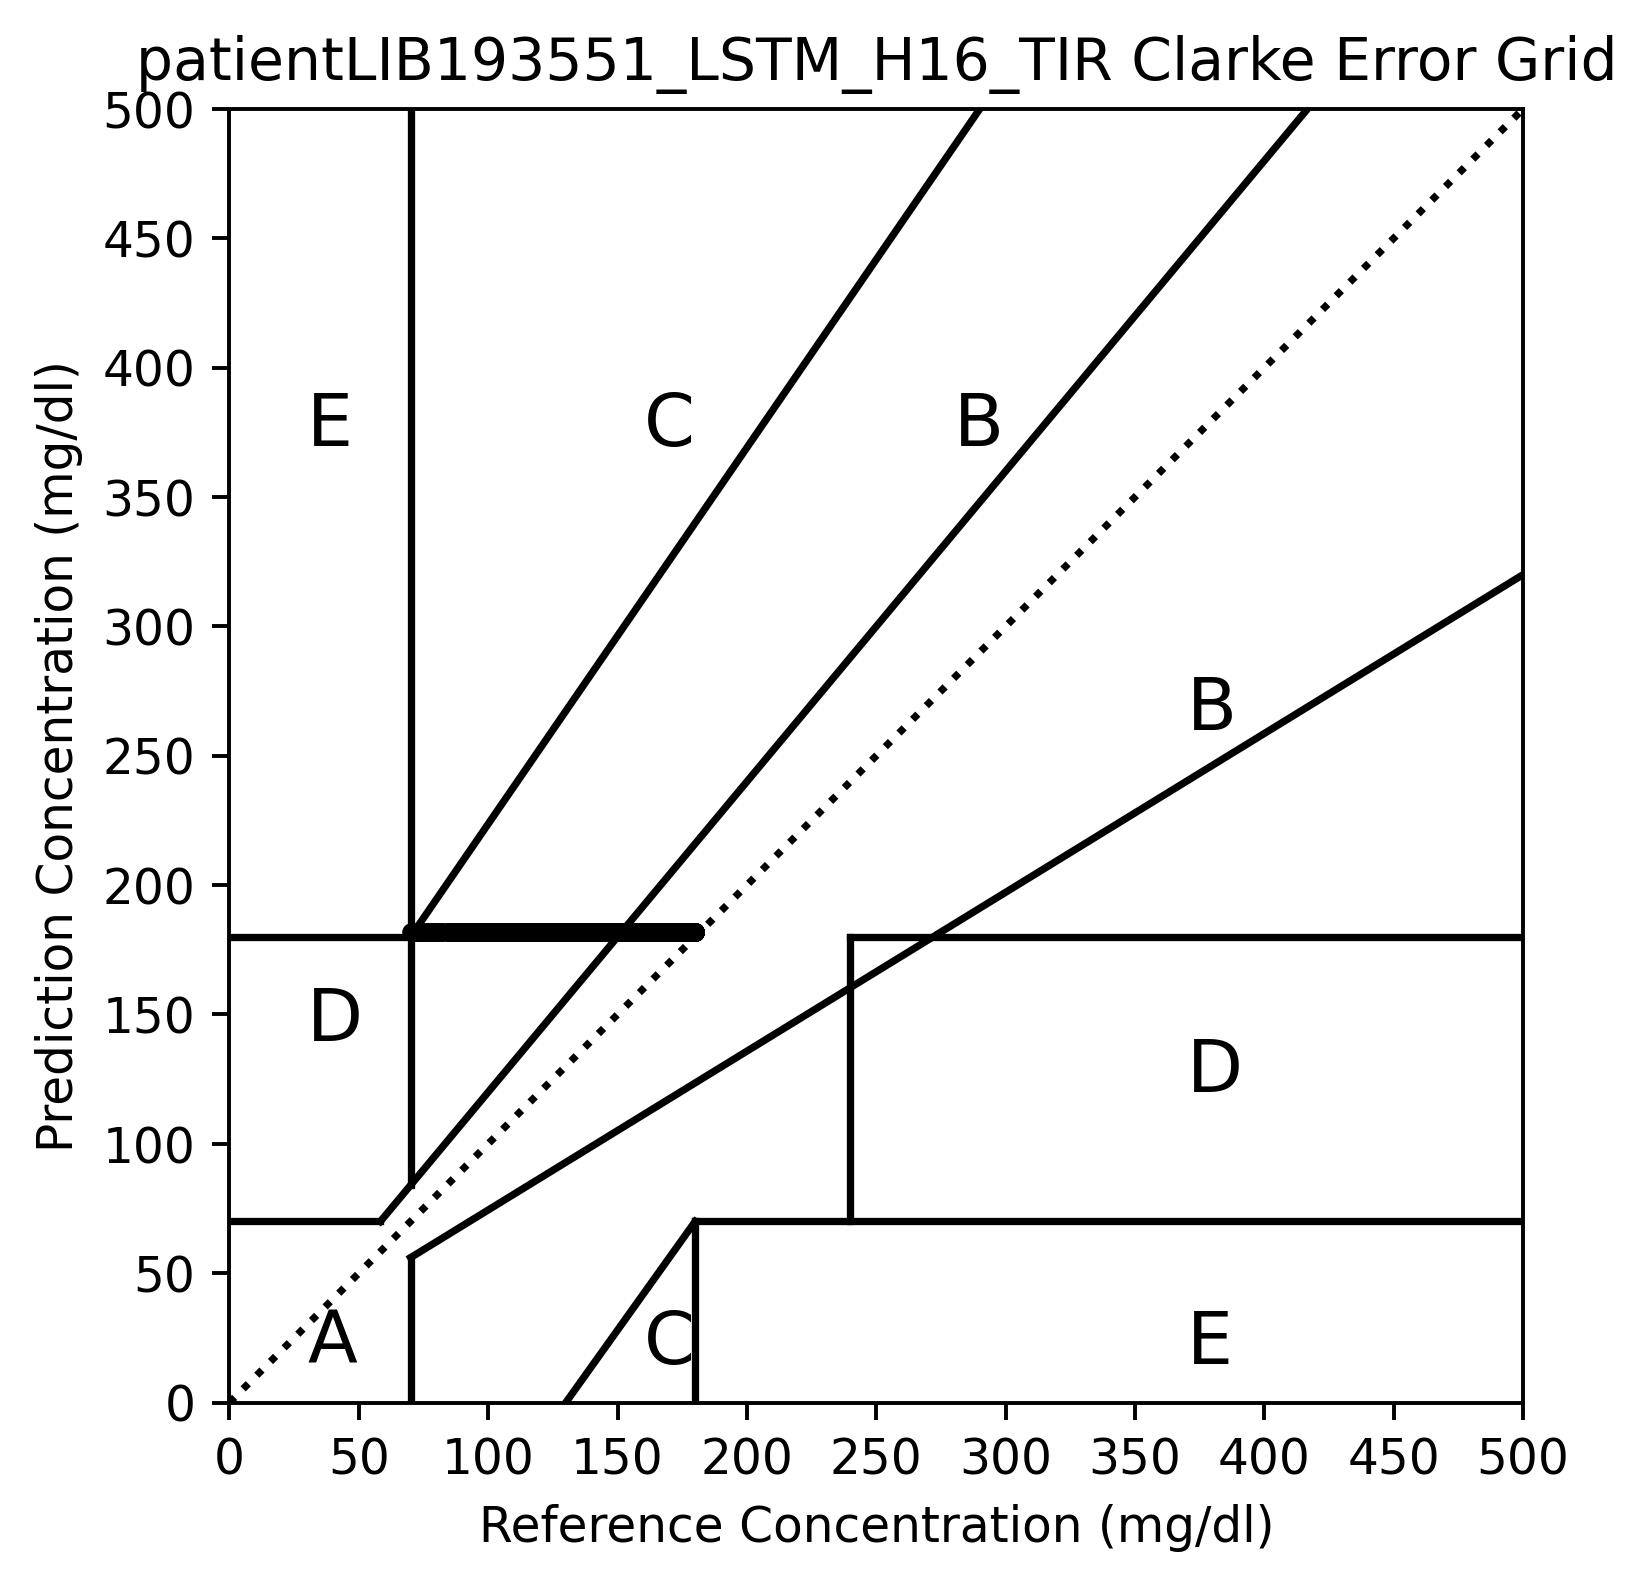 patientLIB193551_LSTM_H16_TIR Clarke Error Grid
500
450
400
350
300
250
200
150
100
50
0
Prediction Concentration (mg/dl)
E
C
B
B
D
D
A
C
E
0 50 100 150 200 250 300 350 400 450 500
Reference Concentration (mg/dl)